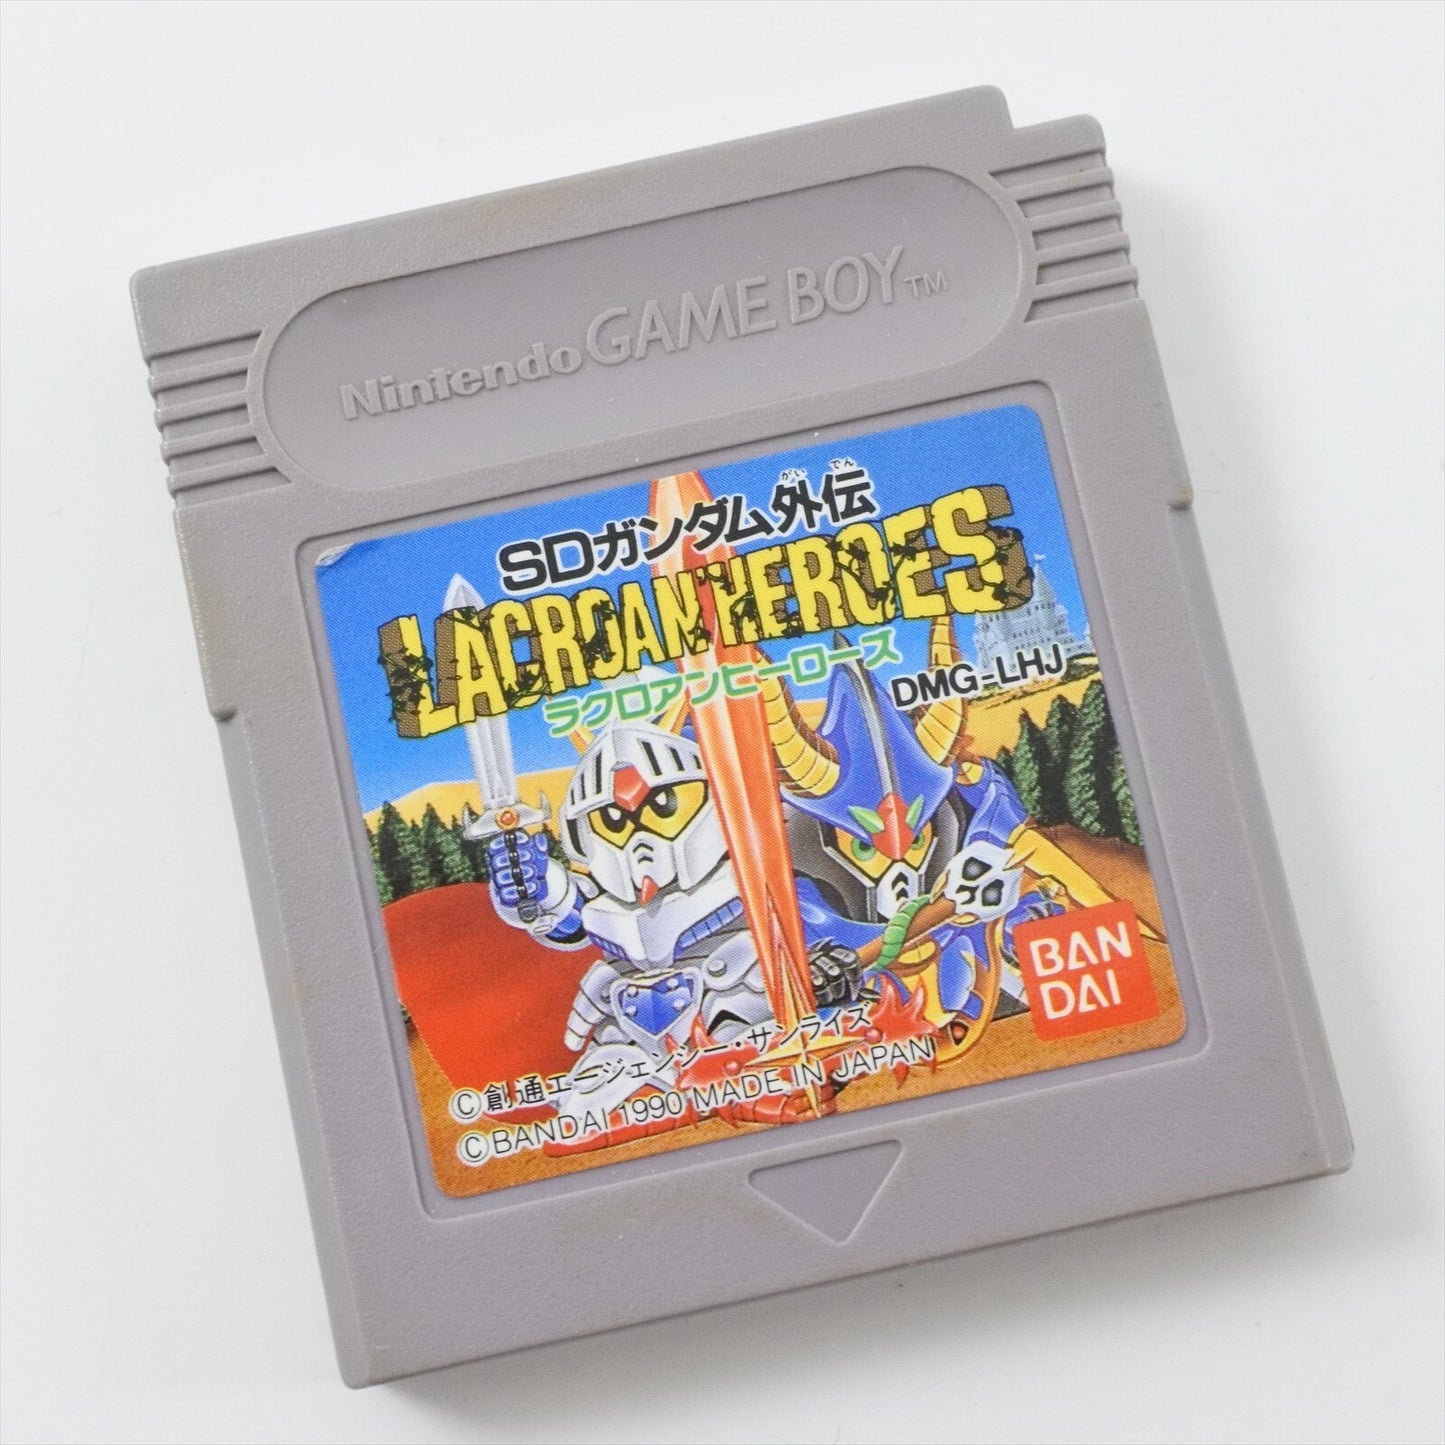 Nintendo GAME BOY™
がいでん
SDガンダム外伝
LACROAN'HEROES
ラクロアンヒーローズ
DMG-LHJ
BAN
DAI
©創通エージェンシー・サンライズ
©BANDAI 1990 MADE IN JAPAN